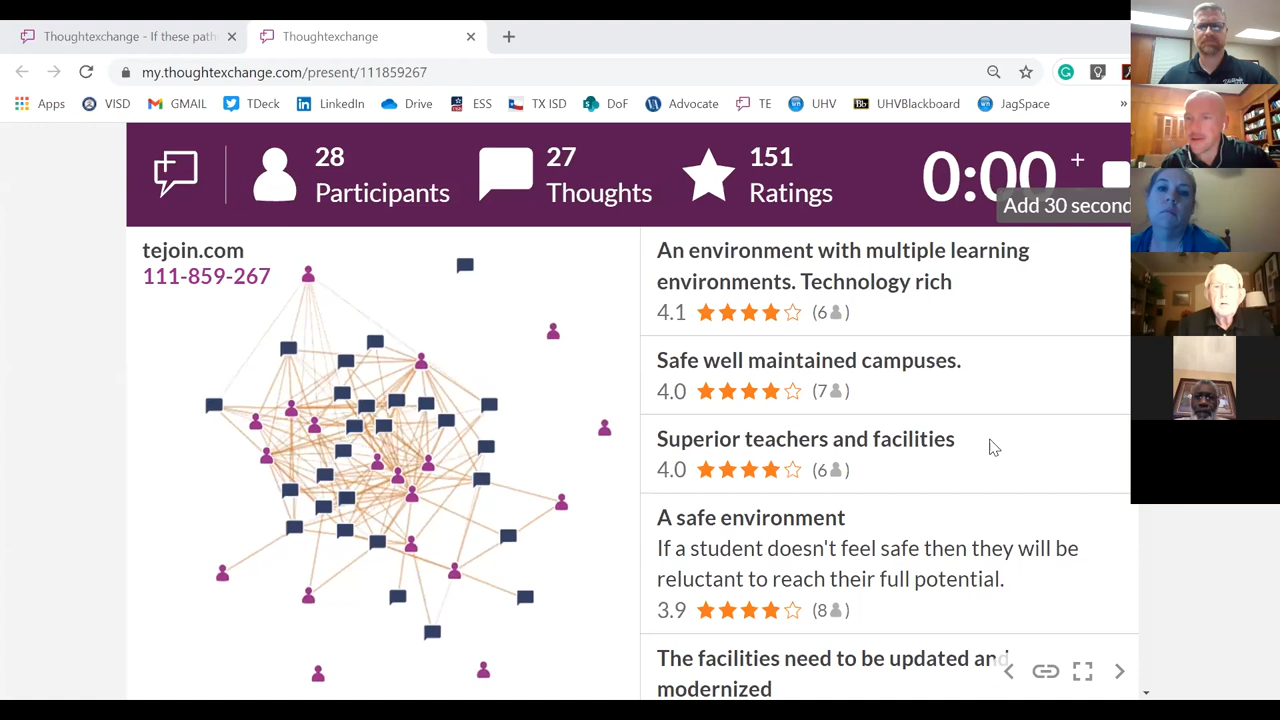 Thoughtexchange - If these path
Thoughtexchange
my.thoughtexchange.com/present/111859267
Apps VISD GMAIL TDeck LinkedIn Drive ESS TX ISD DoF Advocate TE UHV Bb UHVBlackboard JagSpace »
28 Participants
27 Thoughts
151 Ratings
0:00 +
Add 30 second
tejoin.com
111-859-267
An environment with multiple learning
environments. Technology rich
4.1 (6)
Safe well maintained campuses.
4.0 (7)
Superior teachers and facilities
4.0 (6)
A safe environment
If a student doesn't feel safe then they will be
reluctant to reach their full potential.
3.9 (8)
The facilities need to be updated and
modernized